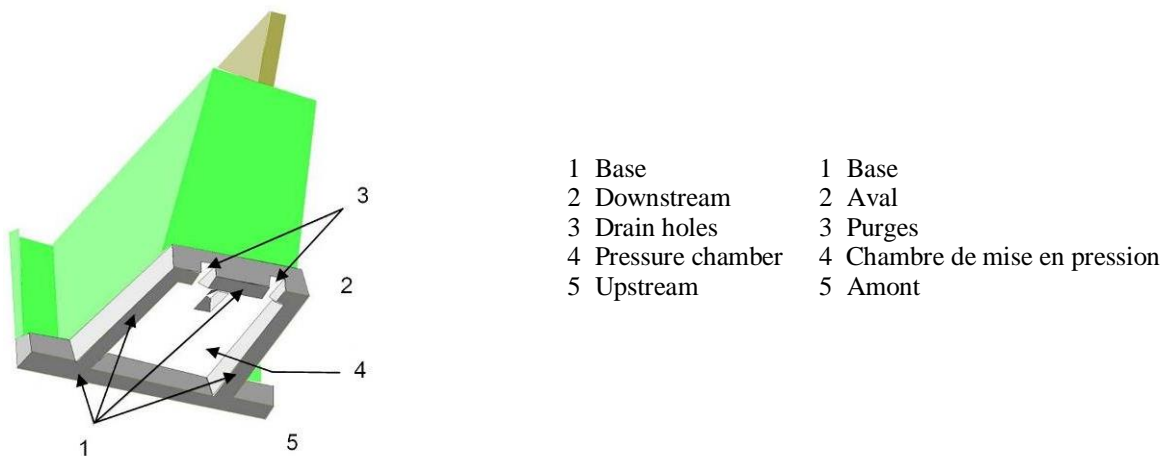 3
2
4
1
5
1 Base 1 Base
2 Downstream 2 Aval
3 Drain holes 3 Purges
4 Pressure chamber 4 Chambre de mise en pression
5 Upstream 5 Amont